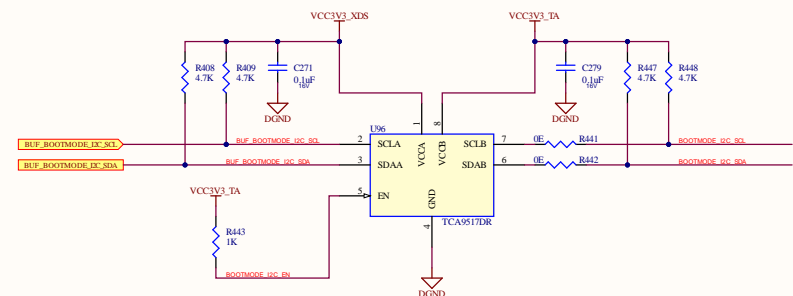 VCC3V3_XDS
VCC3V3_TA
R408
4.7K
R409
4.7K
C271
0.1uF
16V
DGND
C279
0.1uF
16V
DGND
R447
4.7K
R448
4.7K
U96
BUF_BOOTMODE_I2C_SCL
BUF_BOOTMODE_I2C_SCL
2
SCLA
1
VCCA
8
VCCB
SCLB
7
0E
R441
BOOTMODE_I2C_SCL
BUF_BOOTMODE_I2C_SDA
BUF_BOOTMODE_I2C_SDA
3
SDAA
SDAB
6
0E
R442
BOOTMODE_I2C_SDA
VCC3V3_TA
5
EN
GND
4
TCA9517DR
R443
1K
BOOTMODE_I2C_EN
DGND